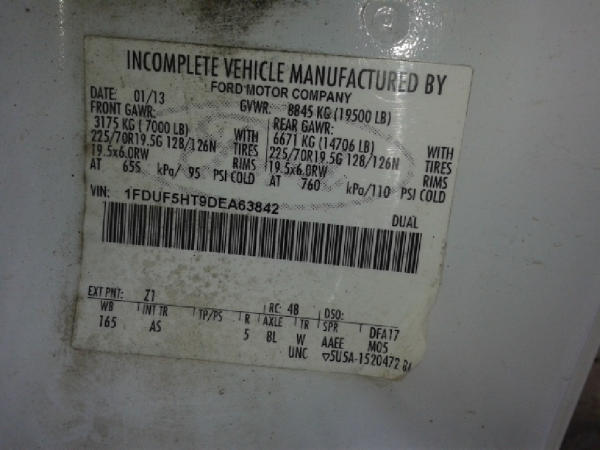 INCOMPLETE VEHICLE MANUFACTURED BY
FORD MOTOR COMPANY
DATE: 01/13 GVWR: 8845 KG (19500 LB)
FRONT GAWR: REAR GAWR:
3175 KG (7000 LB) WITH 6671 KG (14706 LB) WITH
225/70R19.5G 128/126N TIRES 225/70R19.5G 128/126N TIRES
19.5x6.0RW RIMS 19.5x6.0RW RIMS
AT 655 kPa/ 95 PSI COLD AT 760 kPa/110 PSI COLD
VIN: 1FDUF5HT9DEA63842
DUAL
EXT PNT: Z1 RC: 48 DSO:
WB INT TR TP/PS R AXLE TR SPR DFA17
165 AS 5 8L W AAEE M05
UNC ▽5U5A-1520472